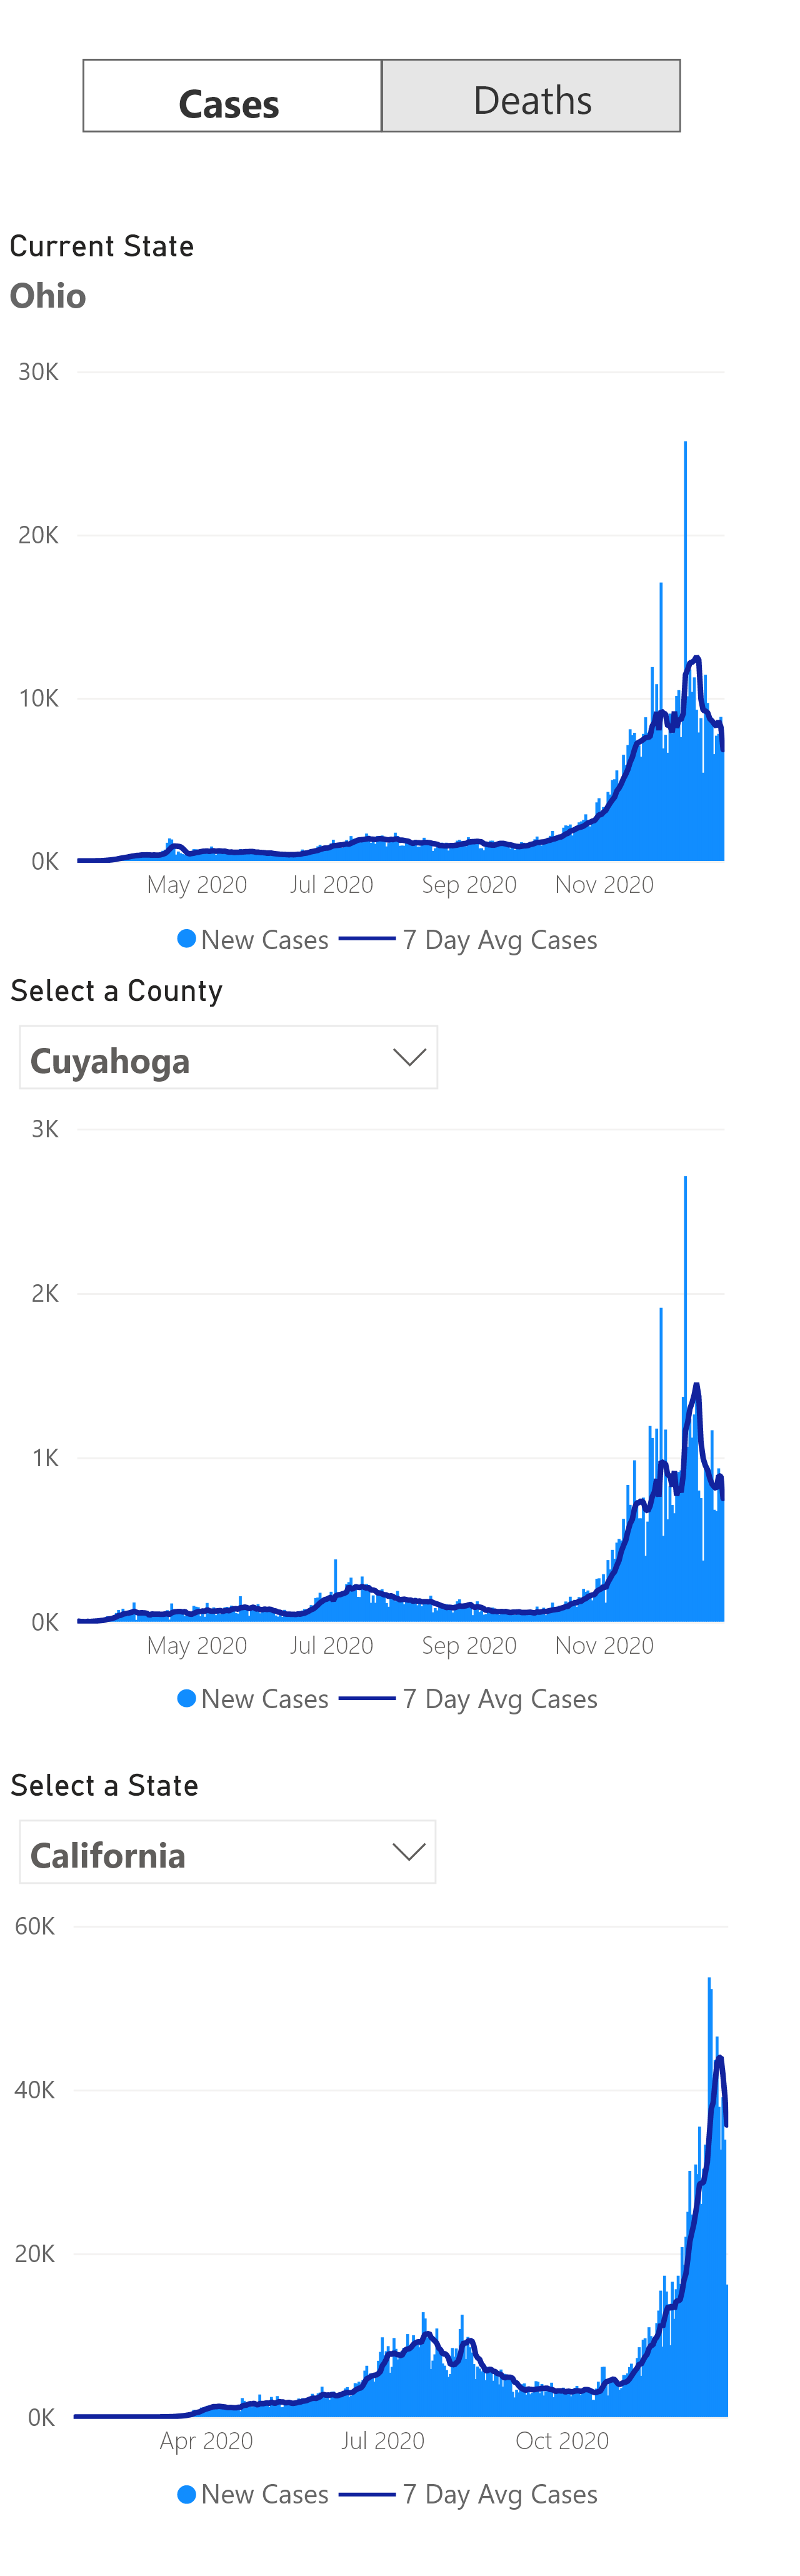 Cases Deaths
Current State
Ohio
30K
20K
10K
0K
May 2020 Jul 2020 Sep 2020 Nov 2020
New Cases 7 Day Avg Cases
Select a County
Cuyahoga
3K
2K
1K
0K
May 2020 Jul 2020 Sep 2020 Nov 2020
New Cases 7 Day Avg Cases
Select a State
California
60K
40K
20K
0K
Apr 2020 Jul 2020 Oct 2020
New Cases 7 Day Avg Cases